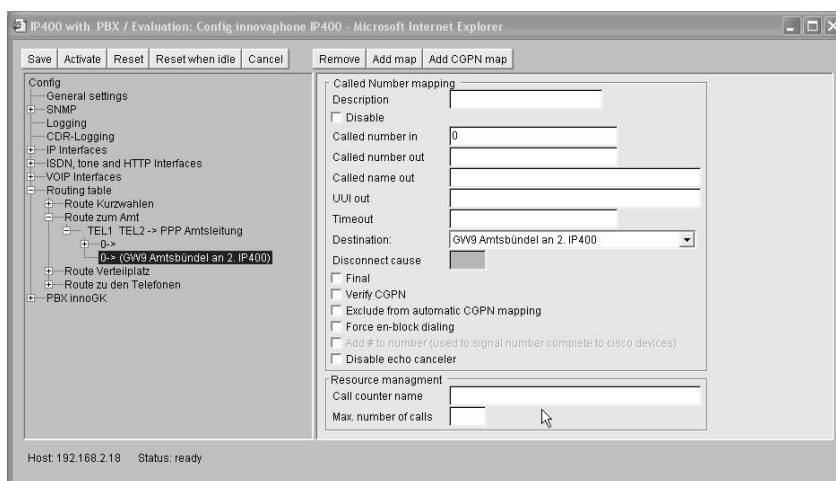 IP400 with PBX / Evaluation: Config innovaphone IP400 - Microsoft Internet Explorer
Save Activate Reset Reset when idle Cancel
Remove Add map Add CGPN map
Config
General settings
SNMP
Logging
CDR-Logging
IP Interfaces
ISDN, tone and HTTP Interfaces
VOIP Interfaces
Routing table
Route Kurzwahlen
Route zum Amt
TEL1 TEL2 -> PPP Amtsleitung
0->
0-> (GW9 Amtsbündel an 2. IP400)
Route Verteilplatz
Route zu den Telefonen
PBX innoGK
Called Number mapping
Description
Disable
Called number in 0
Called number out
Called name out
UUI out
Timeout
Destination: GW9 Amtsbündel an 2. IP400
Disconnect cause
Final
Verify CGPN
Exclude from automatic CGPN mapping
Force en-block dialing
Add # to number (used to signal number complete to cisco devices)
Disable echo canceler
Resource managment
Call counter name
Max. number of calls
Host: 192.168.2.18 Status: ready